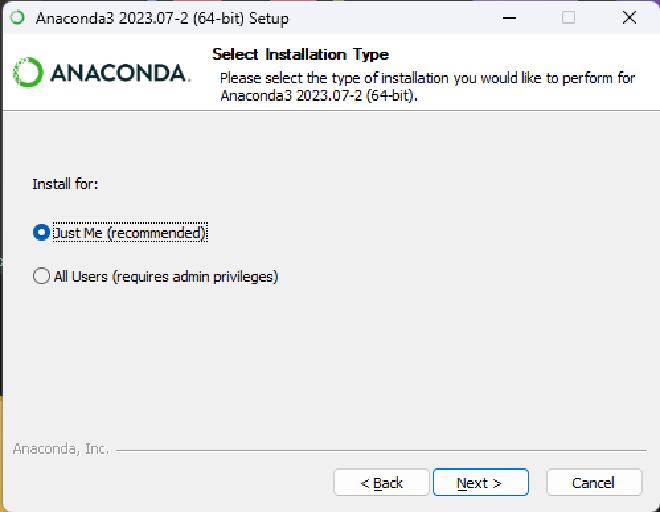 Anaconda3 2023.07-2 (64-bit) Setup
ANACONDA.
Select Installation Type
Please select the type of installation you would like to perform for
Anaconda3 2023.07-2 (64-bit).
Install for:
Just Me (recommended)
All Users (requires admin privileges)
Anaconda, Inc.
< Back
Next >
Cancel